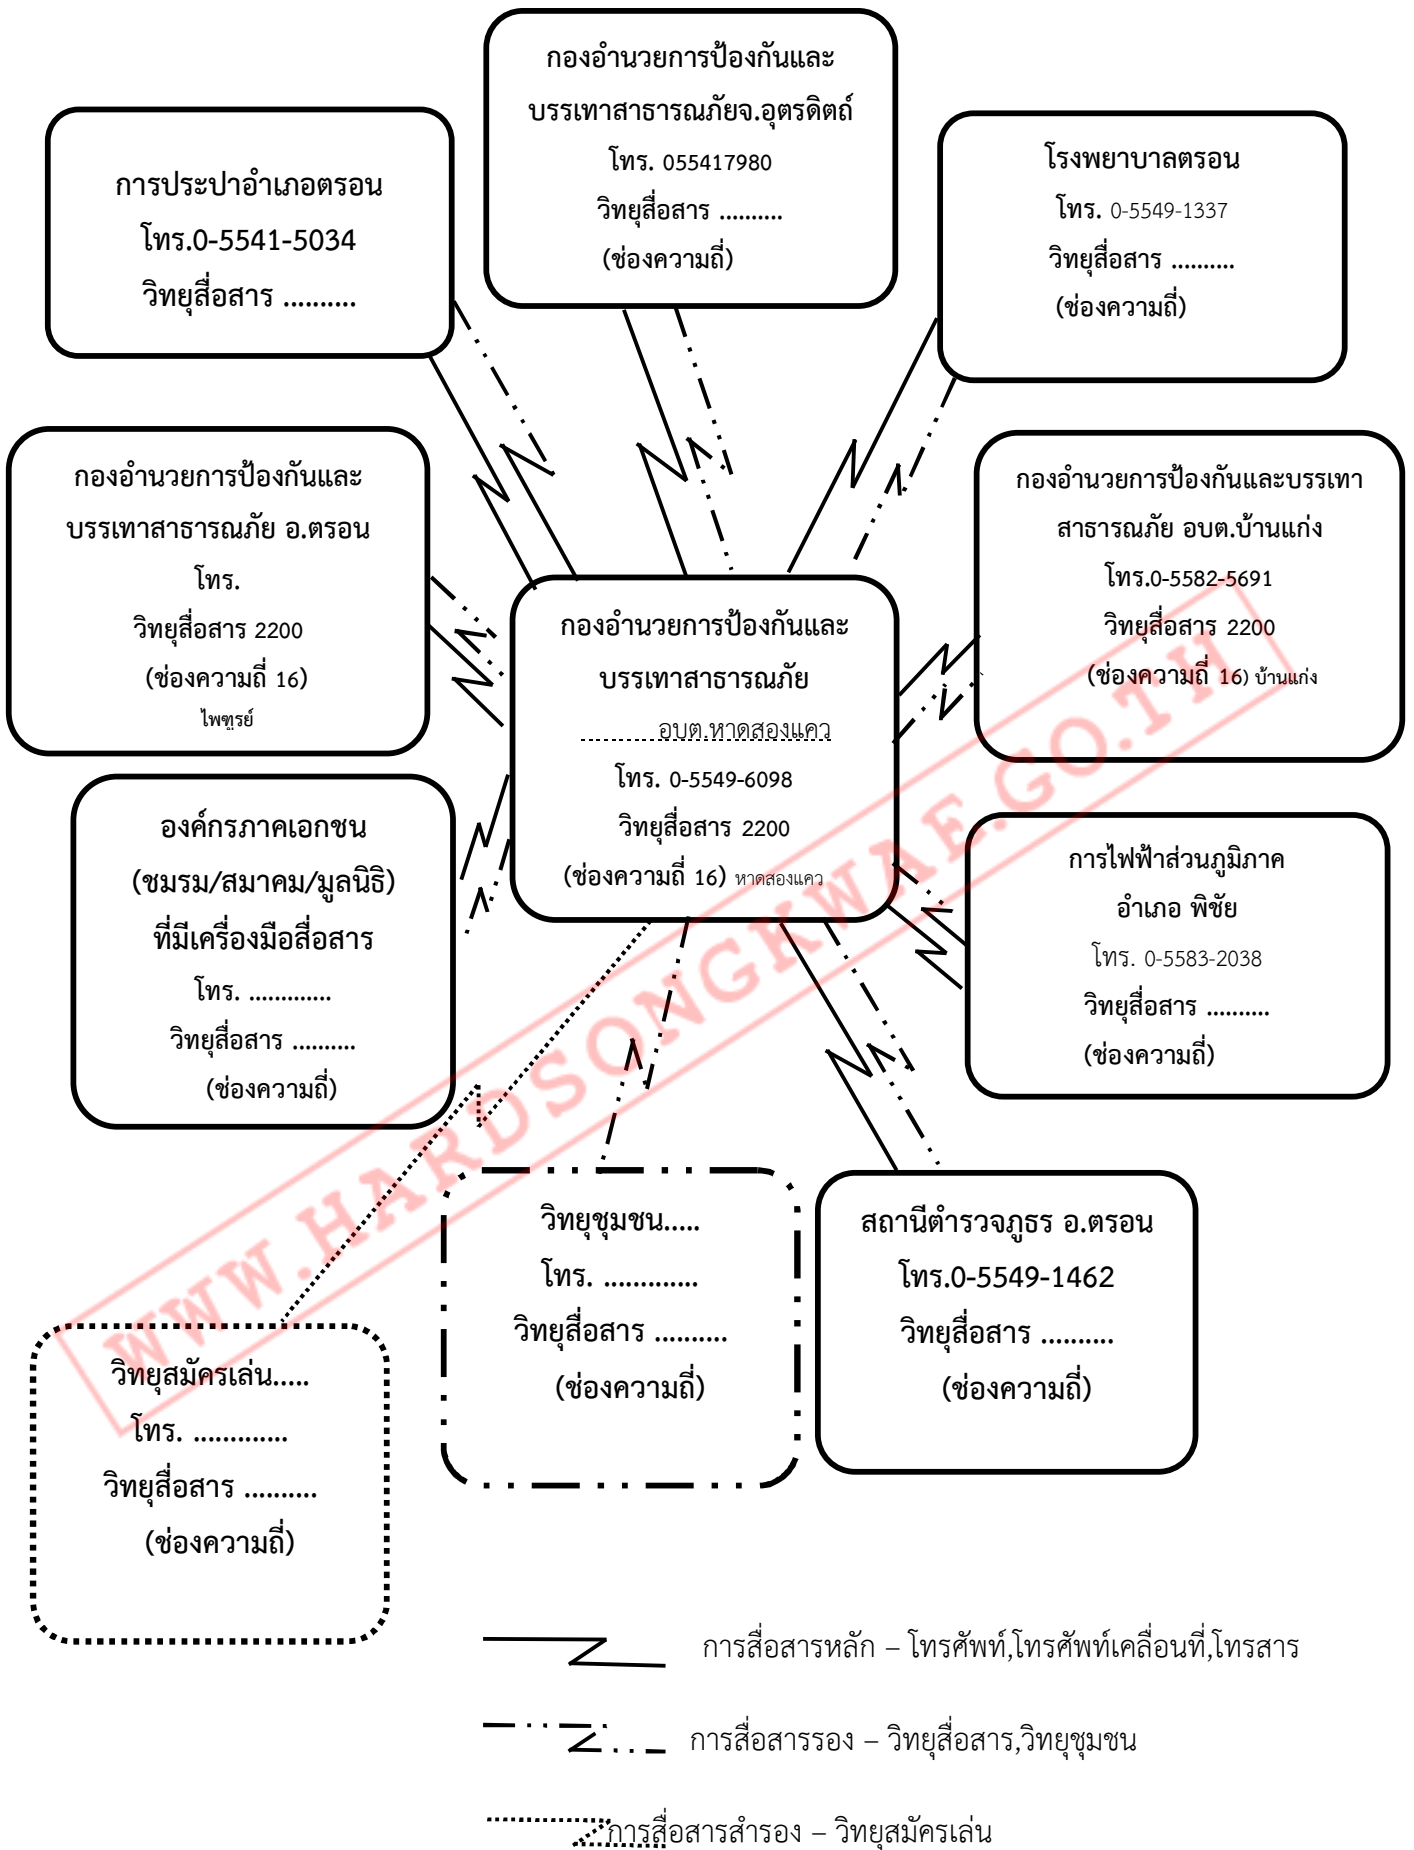 กองอำนวยการป้องกันและ
บรรเทาสาธารณภัยจ.อุตรดิตถ์
โทร. 055417980
วิทยุสื่อสาร ..........
(ช่องความถี่)
การประปาอำเภอตรอน
โทร.0-5541-5034
วิทยุสื่อสาร ..........
โรงพยาบาลตรอน
โทร. 0-5549-1337
วิทยุสื่อสาร ..........
(ช่องความถี่)
กองอำนวยการป้องกันและ
บรรเทาสาธารณภัย อ.ตรอน
โทร.
วิทยุสื่อสาร 2200
(ช่องความถี่ 16)
ไพฑูรย์
กองอำนวยการป้องกันและบรรเทา
สาธารณภัย อบต.บ้านแก่ง
โทร.0-5582-5691
วิทยุสื่อสาร 2200
(ช่องความถี่ 16) บ้านแก่ง
กองอำนวยการป้องกันและ
บรรเทาสาธารณภัย
อบต.หาดสองแคว
โทร. 0-5549-6098
วิทยุสื่อสาร 2200
(ช่องความถี่ 16) หาดสองแคว
องค์กรภาคเอกชน
(ชมรม/สมาคม/มูลนิธิ)
ที่มีเครื่องมือสื่อสาร
โทร. .............
วิทยุสื่อสาร ..........
(ช่องความถี่)
การไฟฟ้าส่วนภูมิภาค
อำเภอ พิชัย
โทร. 0-5583-2038
วิทยุสื่อสาร ..........
(ช่องความถี่)
วิทยุชุมชน.....
โทร. .............
วิทยุสื่อสาร ..........
(ช่องความถี่)
สถานีตำรวจภูธร อ.ตรอน
โทร.0-5549-1462
วิทยุสื่อสาร ..........
(ช่องความถี่)
วิทยุสมัครเล่น.....
โทร. .............
วิทยุสื่อสาร ..........
(ช่องความถี่)
การสื่อสารหลัก – โทรศัพท์,โทรศัพท์เคลื่อนที่,โทรสาร
การสื่อสารรอง – วิทยุสื่อสาร,วิทยุชุมชน
การสื่อสารสำรอง – วิทยุสมัครเล่น
WWW.HARDSONGKWAE.GO.TH